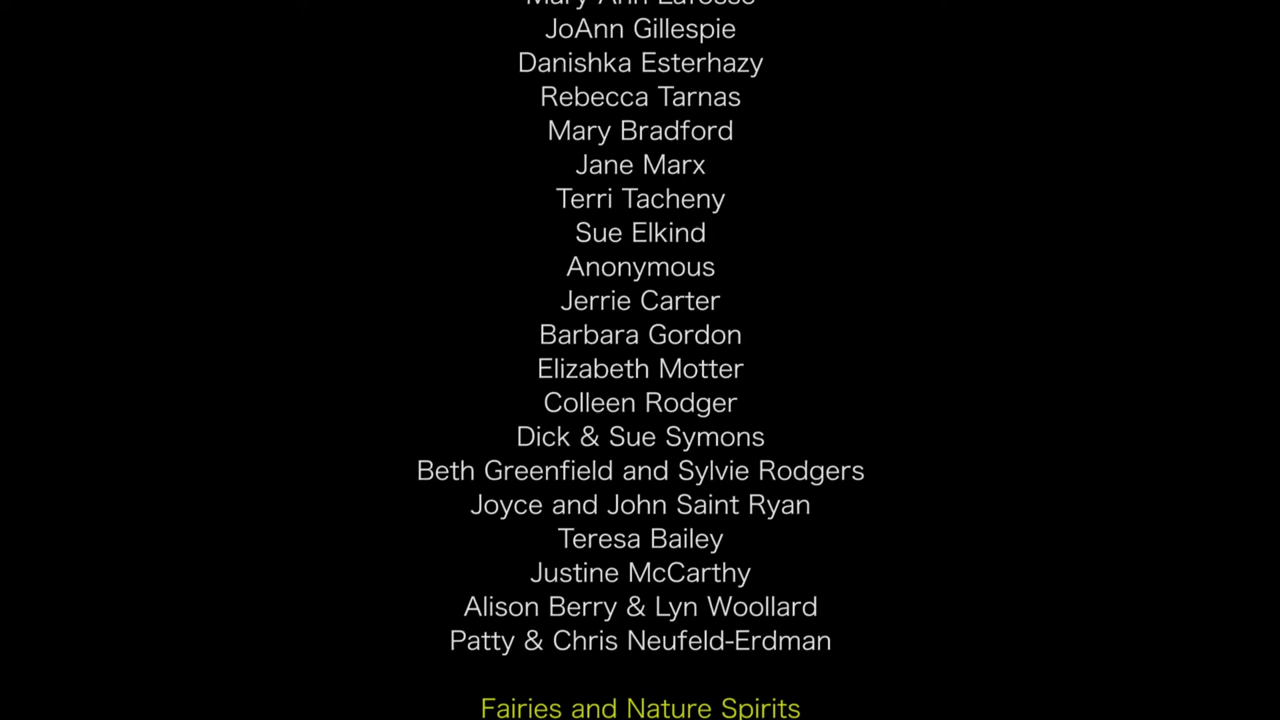 JoAnn Gillespie
Danishka Esterhazy
Rebecca Tarnas
Mary Bradford
Jane Marx
Terri Tacheny
Sue Elkind
Anonymous
Jerrie Carter
Barbara Gordon
Elizabeth Motter
Colleen Rodger
Dick & Sue Symons
Beth Greenfield and Sylvie Rodgers
Joyce and John Saint Ryan
Teresa Bailey
Justine McCarthy
Alison Berry & Lyn Woollard
Patty & Chris Neufeld-Erdman
Fairies and Nature Spirits